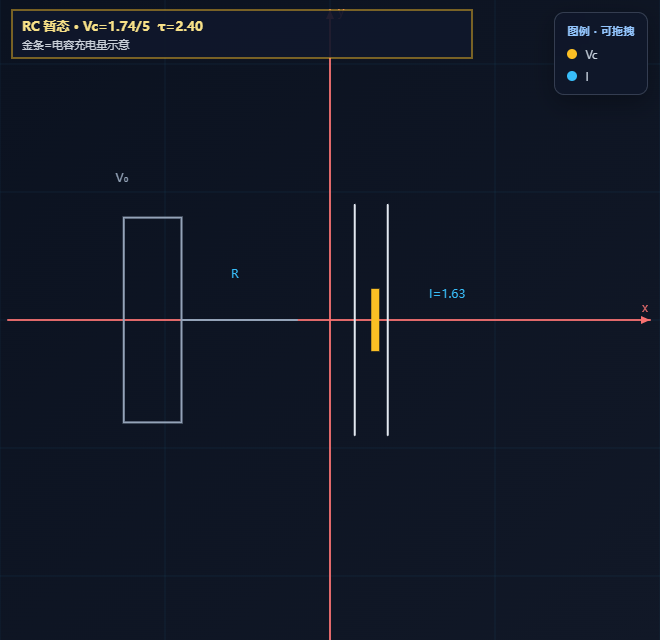 RC 暂态 • Vc=1.74/5 τ=2.40
金条=电容充电量示意
图例 · 可拖拽
Vc
I
V₀
R
I=1.63
x